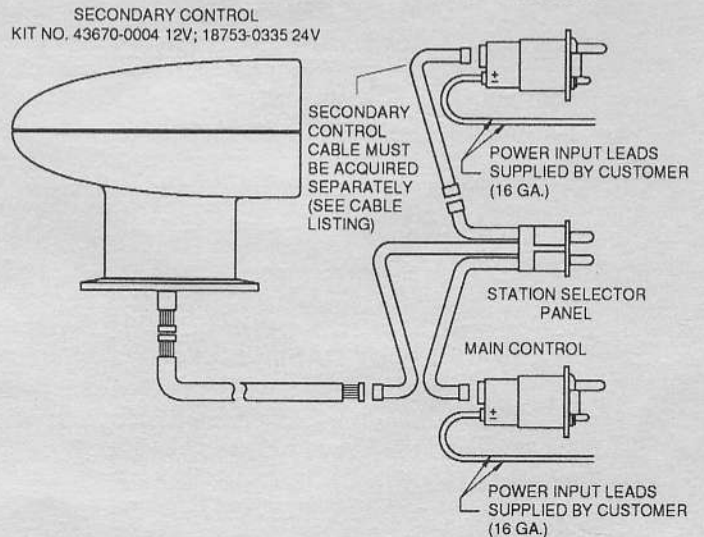 SECONDARY CONTROL
KIT NO. 43670-0004 12V; 18753-0335 24V
SECONDARY
CONTROL
CABLE MUST
BE ACQUIRED
SEPARATELY
(SEE CABLE
LISTING)
±
POWER INPUT LEADS
SUPPLIED BY CUSTOMER
(16 GA.)
STATION SELECTOR
PANEL
MAIN CONTROL
±
POWER INPUT LEADS
SUPPLIED BY CUSTOMER
(16 GA.)